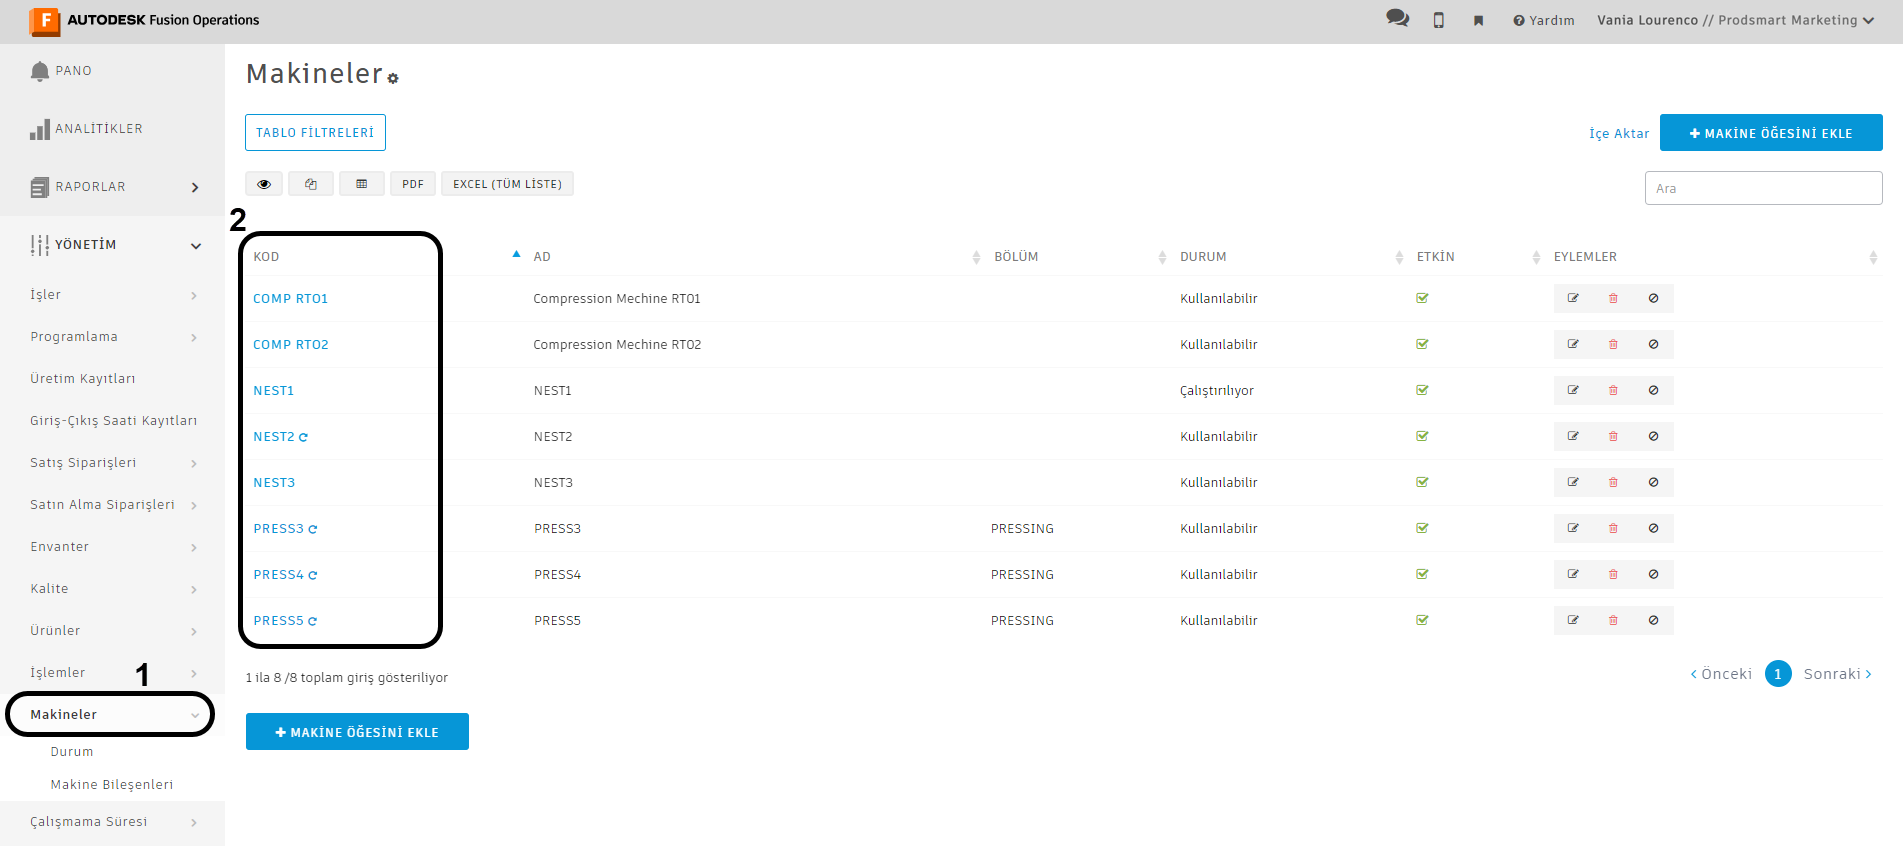 AUTODESK Fusion Operations
Yardım
Vania Lourenco // Prodsmart Marketing
PANO
ANALİTİKLER
RAPORLAR
YÖNETİM
İşler
Programlama
Üretim Kayıtları
Giriş-Çıkış Saati Kayıtları
Satış Siparişleri
Satın Alma Siparişleri
Envanter
Kalite
Ürünler
İşlemler
1
Makineler
Durum
Makine Bileşenleri
Çalışmama Süresi
Makineler
TABLO FİLTRELERİ
İçe Aktar
MAKİNE ÖĞESİNİ EKLE
PDF
EXCEL (TÜM LİSTE)
Ara
2
KOD AD BÖLÜM DURUM ETKİN EYLEMLER
COMP RT01 Compression Mechine RT01 Kullanılabilir
COMP RT02 Compression Mechine RT02 Kullanılabilir
NEST1 NEST1 Çalıştırılıyor
NEST2 NEST2 Kullanılabilir
NEST3 NEST3 Kullanılabilir
PRESS3 PRESS3 PRESSING Kullanılabilir
PRESS4 PRESS4 PRESSING Kullanılabilir
PRESS5 PRESS5 PRESSING Kullanılabilir
1 ila 8 /8 toplam giriş gösteriliyor
Önceki 1 Sonraki
MAKİNE ÖĞESİNİ EKLE